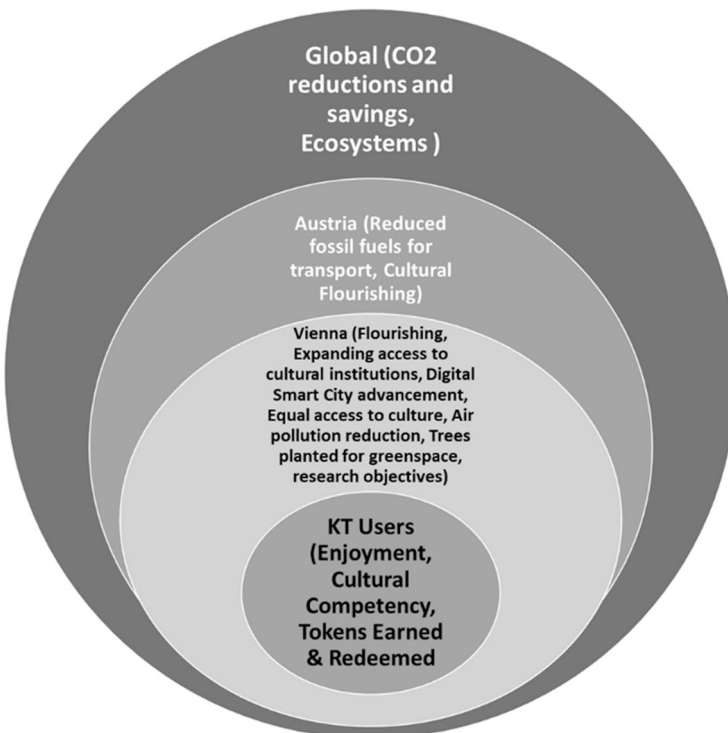 Global (CO2
reductions and
savings,
Ecosystems )
Austria (Reduced
fossil fuels for
transport, Cultural
Flourishing)
Vienna (Flourishing,
Expanding access to
cultural institutions, Digital
Smart City advancement,
Equal access to culture, Air
pollution reduction, Trees
planted for greenspace,
research objectives)
KT Users
(Enjoyment,
Cultural
Competency,
Tokens Earned
& Redeemed